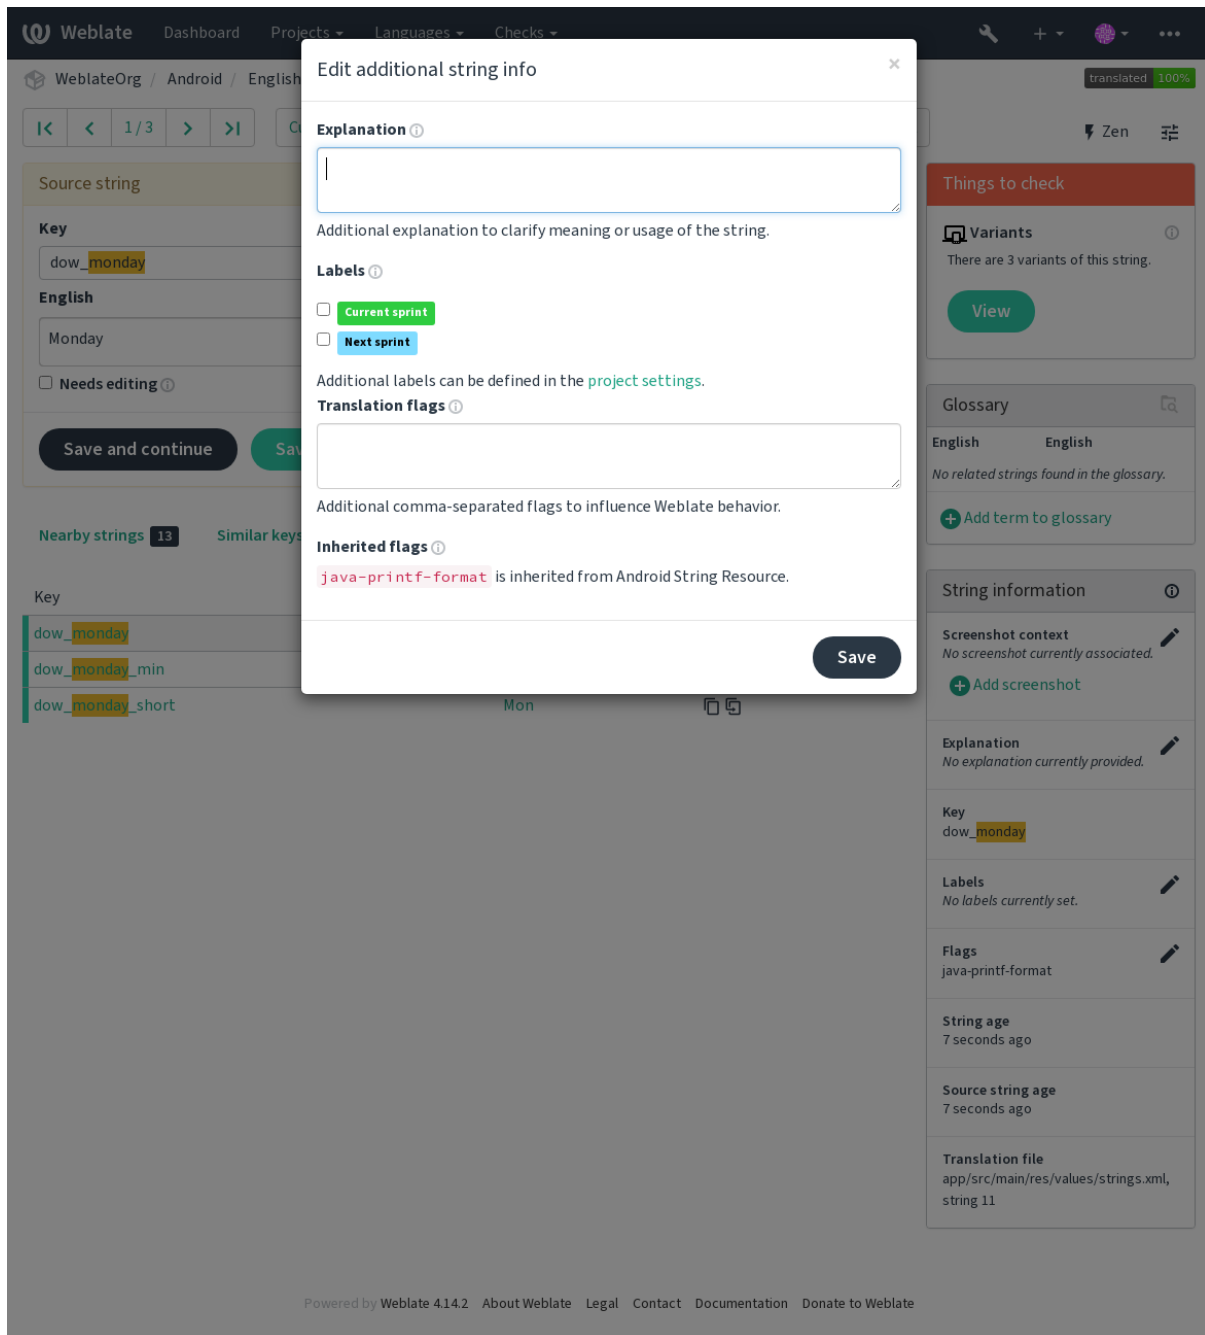 Weblate Dashboard Projects Languages Checks
WeblateOrg / Android / English
translated 100%
1 / 3
Zen
Source string
Key
dow_monday
English
Monday
Needs editing
Save and continue
Nearby strings 13 Similar keys
Key
dow_monday
dow_monday_min
dow_monday_short Mon
Edit additional string info
×
Explanation
Additional explanation to clarify meaning or usage of the string.
Labels
Current sprint
Next sprint
Additional labels can be defined in the project settings.
Translation flags
Additional comma-separated flags to influence Weblate behavior.
Inherited flags
java-printf-format is inherited from Android String Resource.
Save
Things to check
Variants
There are 3 variants of this string.
View
Glossary
English English
No related strings found in the glossary.
Add term to glossary
String information
Screenshot context
No screenshot currently associated.
Add screenshot
Explanation
No explanation currently provided.
Key
dow_monday
Labels
No labels currently set.
Flags
java-printf-format
String age
7 seconds ago
Source string age
7 seconds ago
Translation file
app/src/main/res/values/strings.xml,
string 11
Powered by Weblate 4.14.2 About Weblate Legal Contact Documentation Donate to Weblate